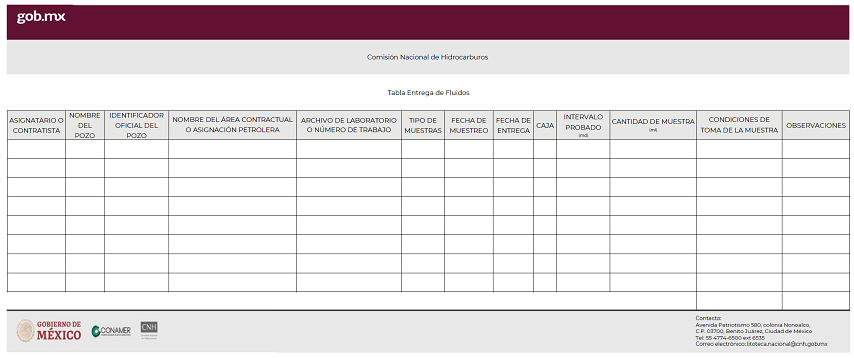 gob.mx
Comisión Nacional de Hidrocarburos
Tabla Entrega de Fluidos
ASIGNATARIO O CONTRATISTA
NOMBRE DEL POZO
IDENTIFICADOR OFICIAL DEL POZO
NOMBRE DEL ÁREA CONTRACTUAL O ASIGNACIÓN PETROLERA
ARCHIVO DE LABORATORIO O NÚMERO DE TRABAJO
TIPO DE MUESTRAS
FECHA DE MUESTREO
FECHA DE ENTREGA
CAJA
INTERVALO PROBADO (md)
CANTIDAD DE MUESTRA (ml)
CONDICIONES DE TOMA DE LA MUESTRA
OBSERVACIONES
GOBIERNO DE
MÉXICO
CONAMER
CNH
Contacto:
Avenida Patriotismo 580, colonia Nonoalco,
C.P. 03700, Benito Juárez, Ciudad de México
Tel: 55 4774-6500 ext 6535
Correo electrónico: litoteca.nacional@cnh.gob.mx